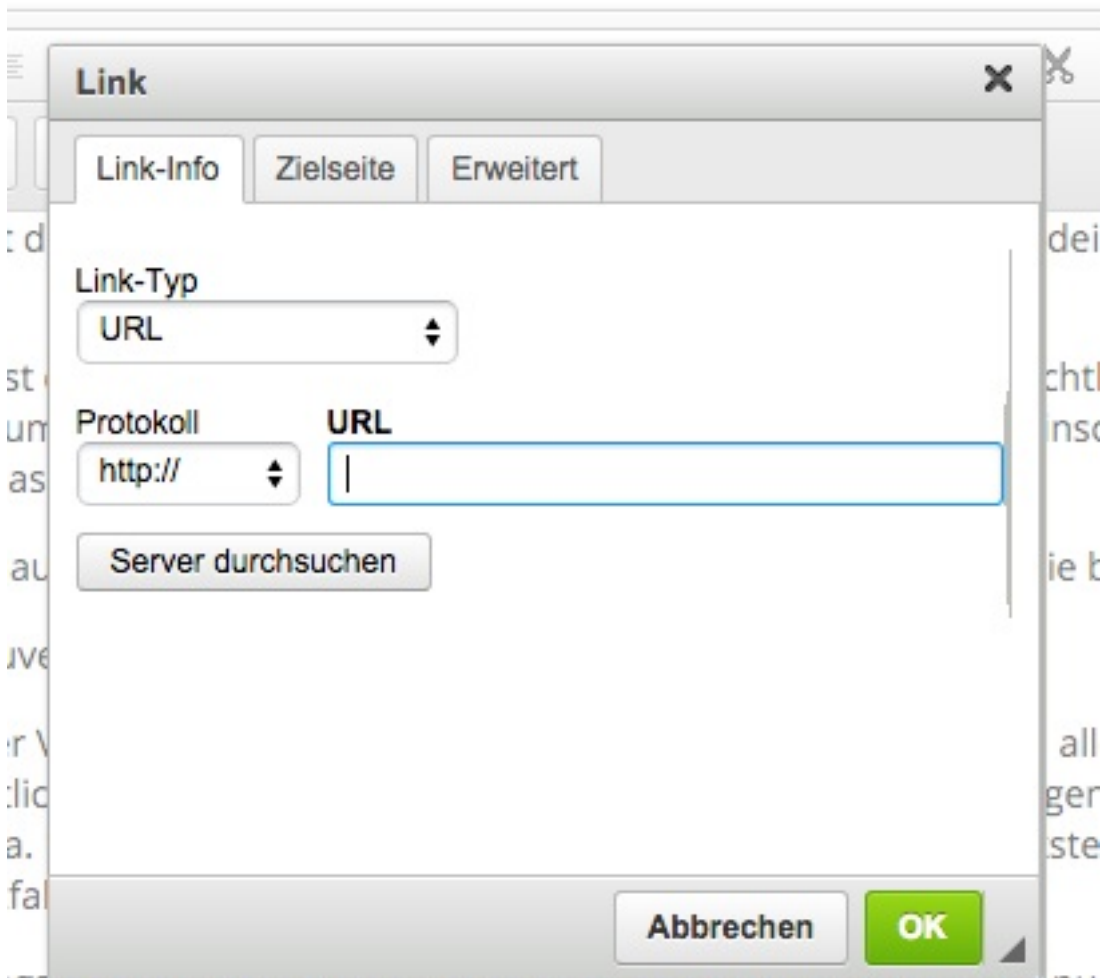 Link
Link-Info Zielseite Erweitert
Link-Typ
URL
Protokoll URL
http://
Server durchsuchen
Abbrechen OK